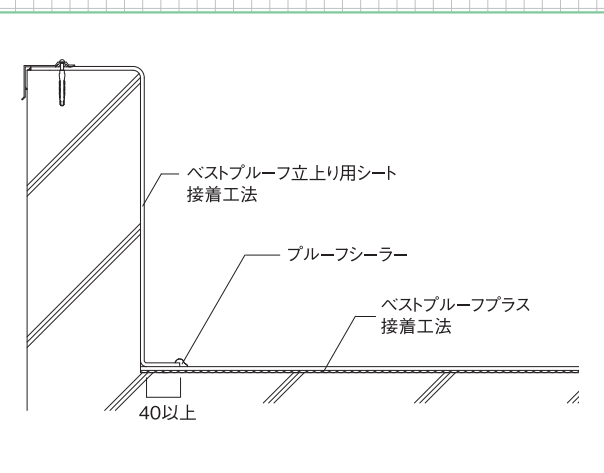 ベストプルーフ立上り用シート
接着工法
プルーフシーラー
ベストプルーフプラス
接着工法
40以上